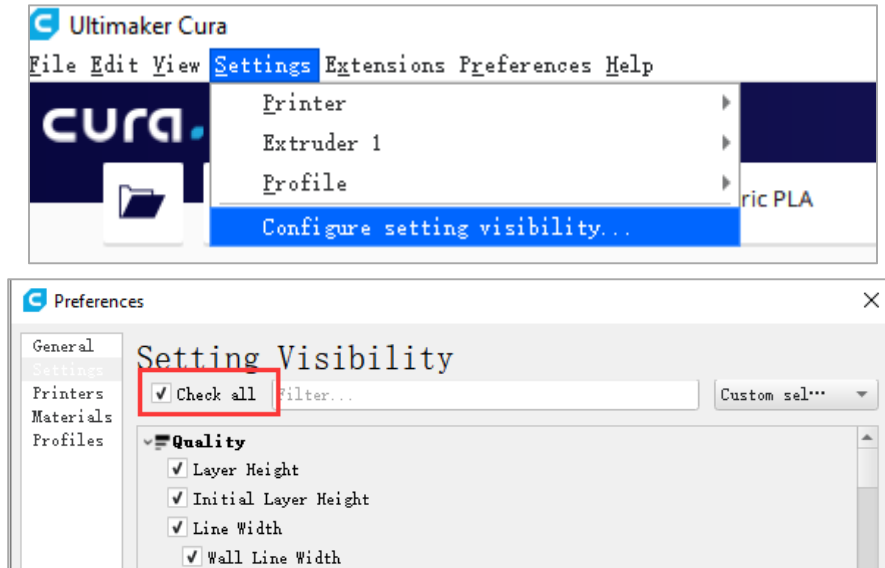 Ultimaker Cura
File Edit View Settings Extensions Preferences Help
cura.
Printer
Extruder 1
Profile
ric PLA
Configure setting visibility...
Preferences
General
Settings
Printers
Materials
Profiles
Setting Visibility
Check all
Filter...
Custom sel...
Quality
Layer Height
Initial Layer Height
Line Width
Wall Line Width